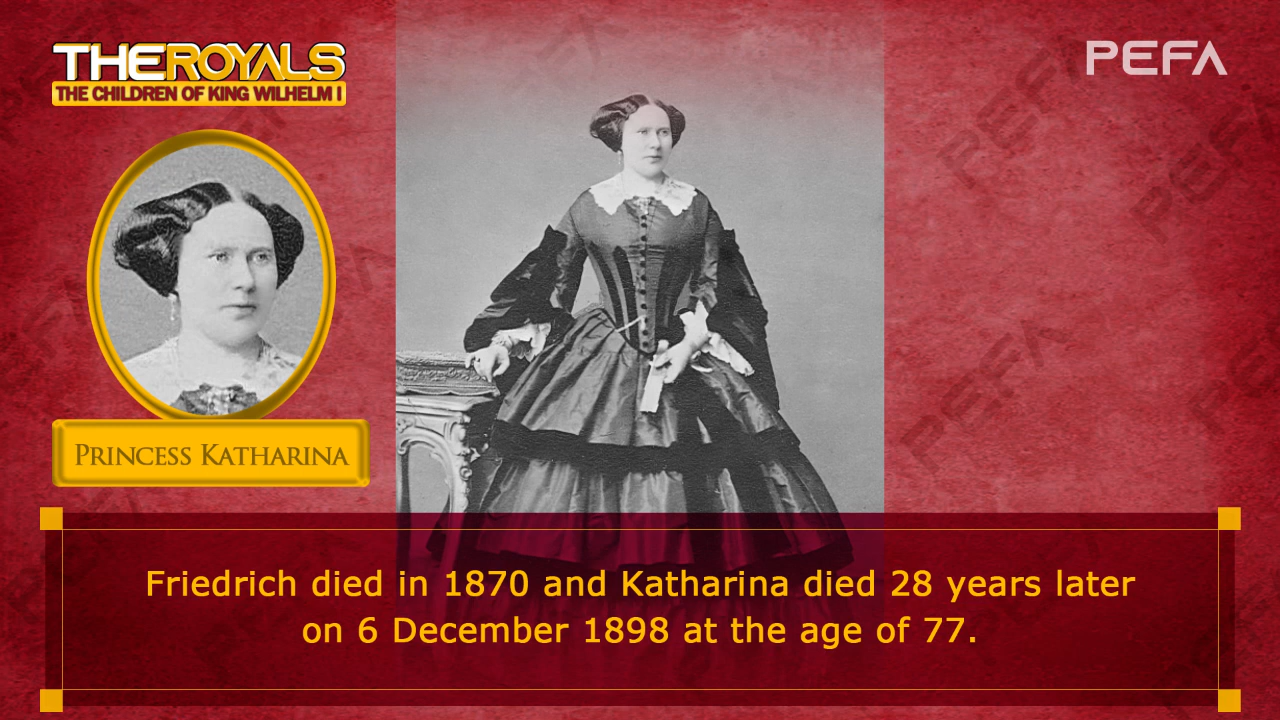 THEROYALS
THE CHILDREN OF KING WILHELM I
PEFA
PRINCESS KATHARINA
Friedrich died in 1870 and Katharina died 28 years later
on 6 December 1898 at the age of 77.